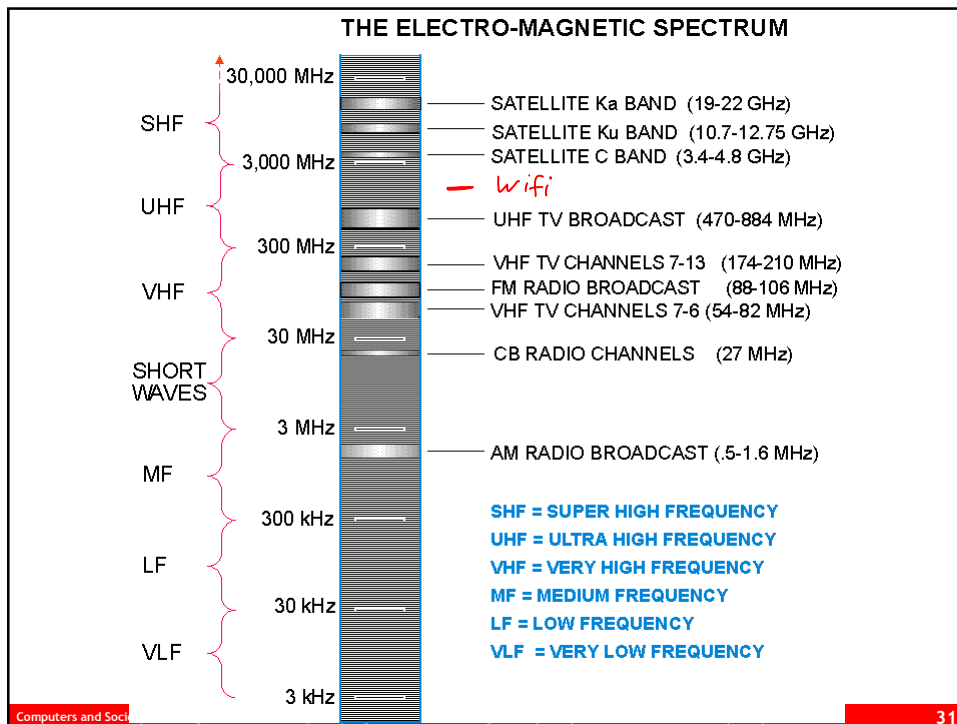 THE ELECTRO-MAGNETIC SPECTRUM
30,000 MHz
SATELLITE Ka BAND (19-22 GHz)
SHF
SATELLITE Ku BAND (10.7-12.75 GHz)
SATELLITE C BAND (3.4-4.8 GHz)
3,000 MHz
Wifi
UHF
UHF TV BROADCAST (470-884 MHz)
300 MHz
VHF TV CHANNELS 7-13 (174-210 MHz)
VHF
FM RADIO BROADCAST (88-106 MHz)
VHF TV CHANNELS 7-6 (54-82 MHz)
30 MHz
CB RADIO CHANNELS (27 MHz)
SHORT
WAVES
3 MHz
AM RADIO BROADCAST (.5-1.6 MHz)
MF
300 kHz
SHF = SUPER HIGH FREQUENCY
UHF = ULTRA HIGH FREQUENCY
LF
VHF = VERY HIGH FREQUENCY
MF = MEDIUM FREQUENCY
30 kHz
LF = LOW FREQUENCY
VLF
VLF = VERY LOW FREQUENCY
3 kHz
Computers and Soci
31